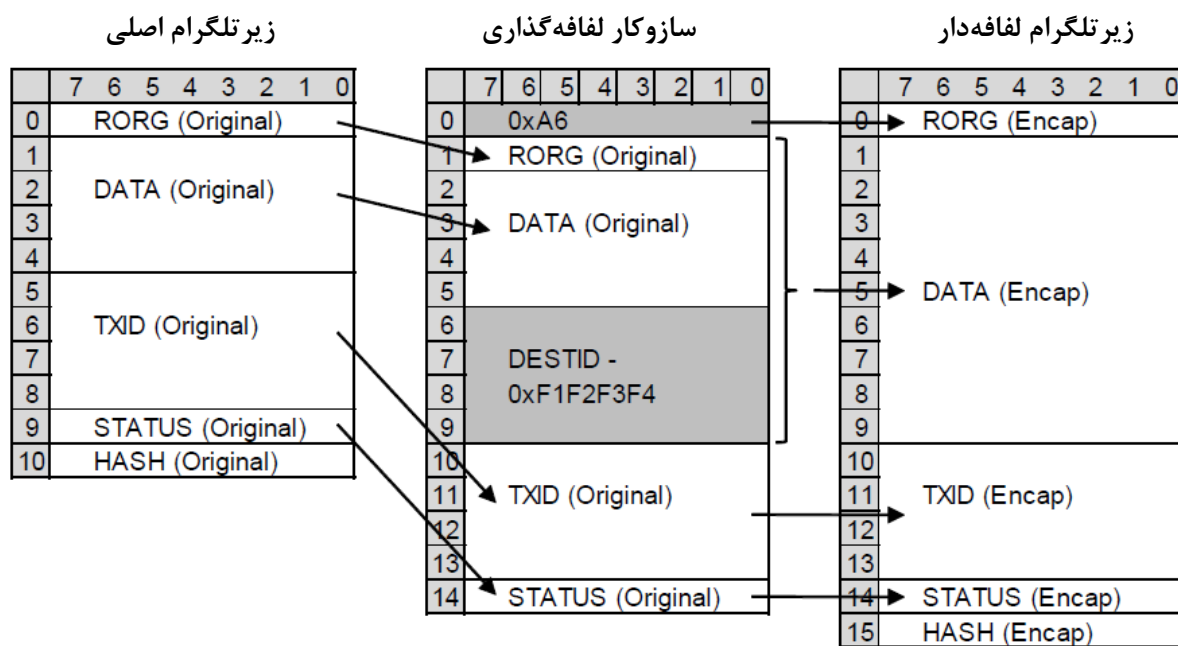 زیرتلگرام اصلی
سازوکار لفافه‌گذاری
زیرتلگرام لفافه‌دار
7 6 5 4 3 2 1 0
0 RORG (Original)
1
2 DATA (Original)
3
4
5
6 TXID (Original)
7
8
9 STATUS (Original)
10 HASH (Original)
7 6 5 4 3 2 1 0
0 0xA6
1 RORG (Original)
2
3 DATA (Original)
4
5
6
7 DESTID -
8 0xF1F2F3F4
9
10
11 TXID (Original)
12
13
14 STATUS (Original)
7 6 5 4 3 2 1 0
0 RORG (Encap)
1
2
3
4
5 DATA (Encap)
6
7
8
9
10
11 TXID (Encap)
12
13
14 STATUS (Encap)
15 HASH (Encap)